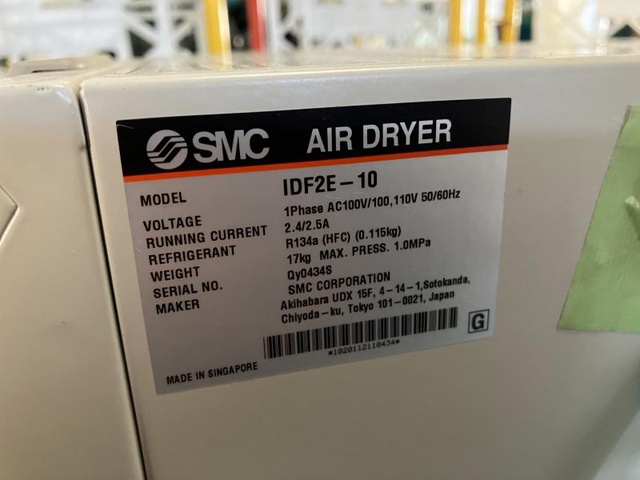 SMC AIR DRYER
MODEL IDF2E-10
VOLTAGE 1Phase AC100V/100,110V 50/60Hz
RUNNING CURRENT 2.4/2.5A
REFRIGERANT R134a (HFC) (0.115kg)
WEIGHT 17kg MAX. PRESS. 1.0MPa
SERIAL NO. Qy0434S
MAKER SMC CORPORATION
Akihabara UDX 15F, 4-14-1,Sotokanda,
Chiyoda-ku, Tokyo 101-0021, Japan
G
*1020112110434*
MADE IN SINGAPORE